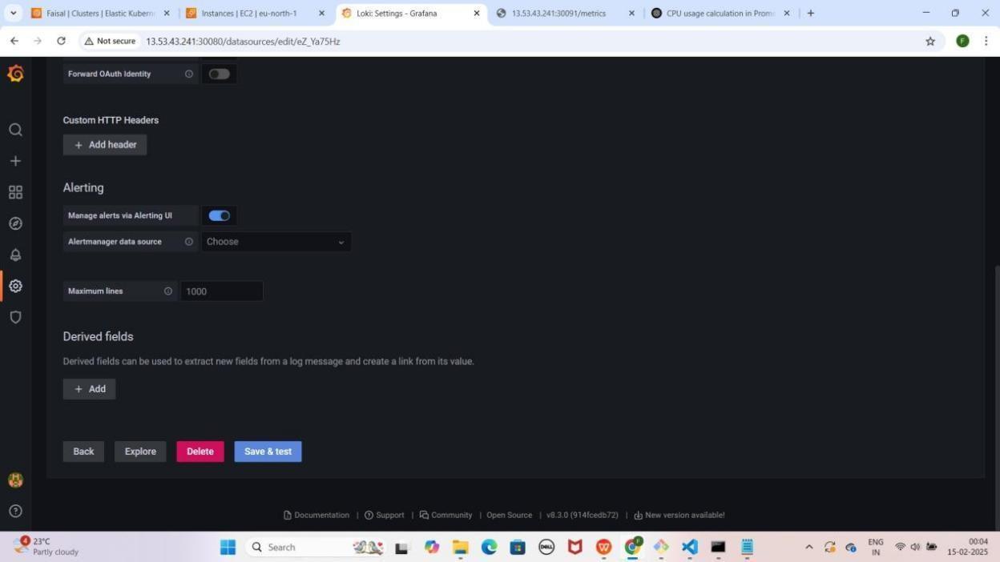 Faisal | Clusters | Elastic Kubern
Instances | EC2 | eu-north-1
Loki: Settings - Grafana
13.53.43.241:30091/metrics
CPU usage calculation in Prome
Not secure
13.53.43.241:30080/datasources/edit/eZ_Ya75Hz
F
Forward OAuth Identity
Custom HTTP Headers
+ Add header
Alerting
Manage alerts via Alerting UI
Alertmanager data source
Choose
Maximum lines
1000
Derived fields
Derived fields can be used to extract new fields from a log message and create a link from its value.
+ Add
Back
Explore
Delete
Save & test
Documentation | Support | Community | Open Source | v8.3.0 (914fcedb72) | New version available!
4
23°C
Partly cloudy
Search
DELL
F
ENG
IN
00:04
15-02-2025